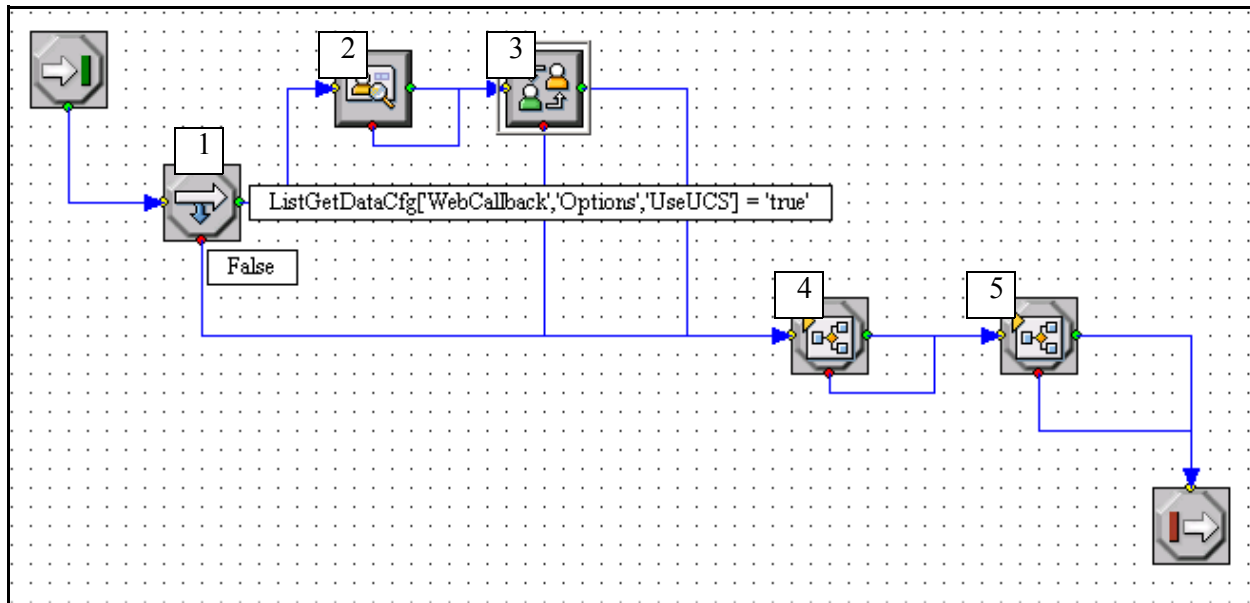 2
3
1
ListGetDataCfg['WebCallback','Options','UseUCS'] = 'true'
False
4
5